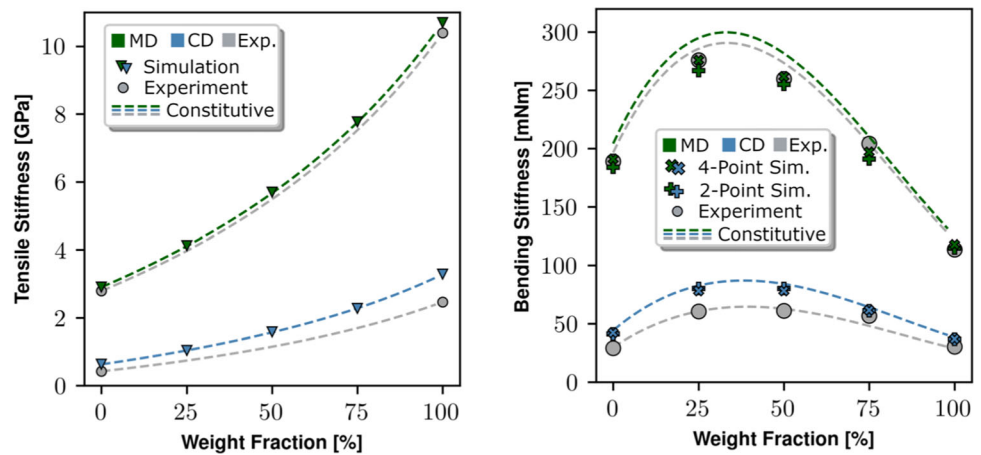 Tensile Stiffness [GPa]
10
8
6
4
2
0
MD CD Exp.
Simulation
Experiment
Constitutive
0 25 50 75 100
Weight Fraction [%]
Bending Stiffness [mNm]
300
250
200
150
100
50
0
MD CD Exp.
4-Point Sim.
2-Point Sim.
Experiment
Constitutive
0 25 50 75 100
Weight Fraction [%]